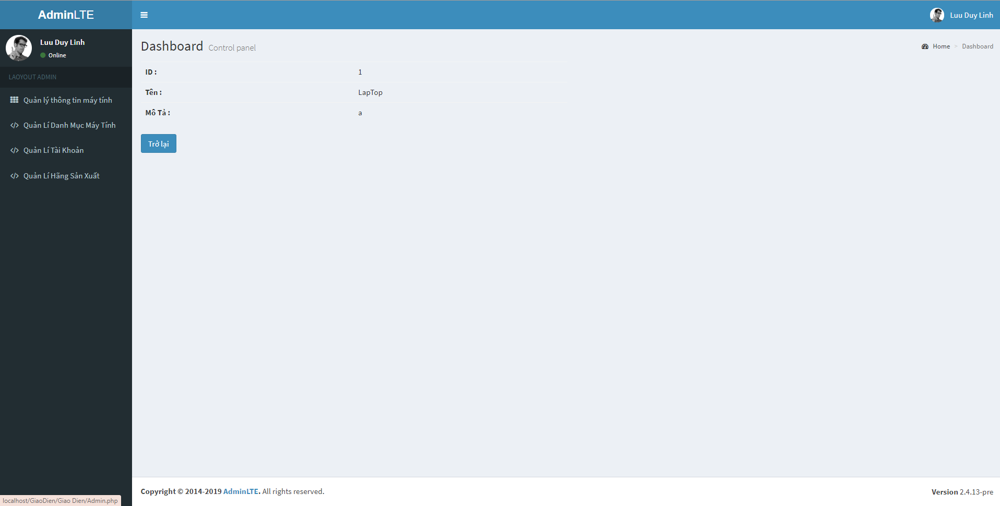 AdminLTE
Luu Duy Linh
Luu Duy Linh
Online
LAOYOUT ADMIN
Quản lý thông tin máy tính
Quản Lí Danh Mục Máy Tính
Quản Lí Tài Khoản
Quản Lí Hãng Sản Xuất
Dashboard Control panel
Home > Dashboard
ID : 1
Tên : LapTop
Mô Tả : a
Trở lại
Copyright © 2014-2019 AdminLTE. All rights reserved.
Version 2.4.13-pre
localhost/GiaoDien/Giao Dien/Admin.php